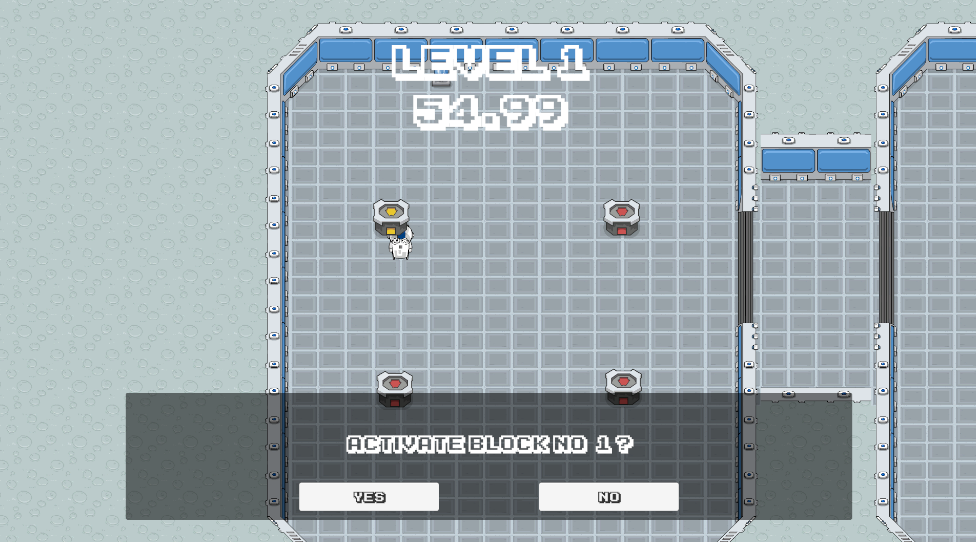 LEVEL 1
54.99
ACTIVATE BLOCK NO 1 ?
YES
NO